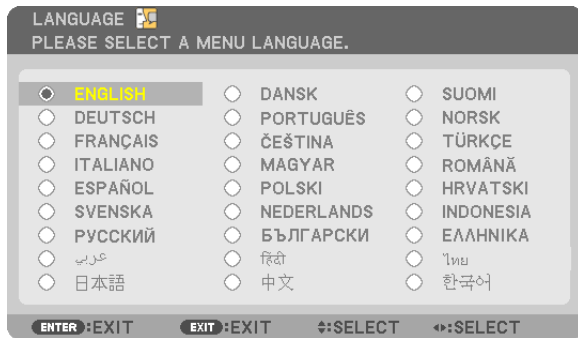 LANGUAGE
PLEASE SELECT A MENU LANGUAGE.
ENGLISH DANSK SUOMI
DEUTSCH PORTUGUÊS NORSK
FRANÇAIS ČEŠTINA TÜRKÇE
ITALIANO MAGYAR ROMÂNĂ
ESPAÑOL POLSKI HRVATSKI
SVENSKA NEDERLANDS INDONESIA
РУССКИЙ БЪЛГАРСКИ ΕΛΛΗΝΙΚΑ
عربي हिंदी ไทย
日本語 中文 한국어
ENTER:EXIT EXIT:EXIT :SELECT :SELECT